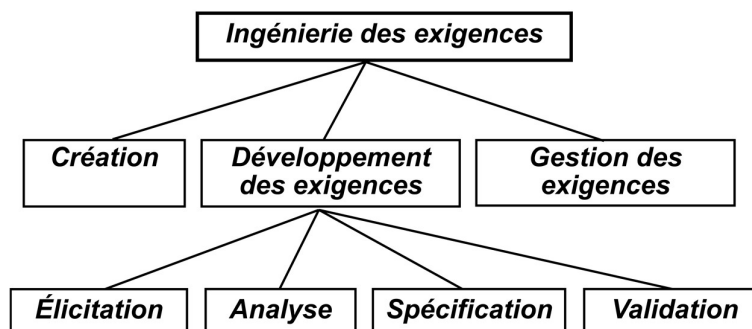 Ingénierie des exigences
Création
Développement
des exigences
Gestion des
exigences
Élicitation
Analyse
Spécification
Validation